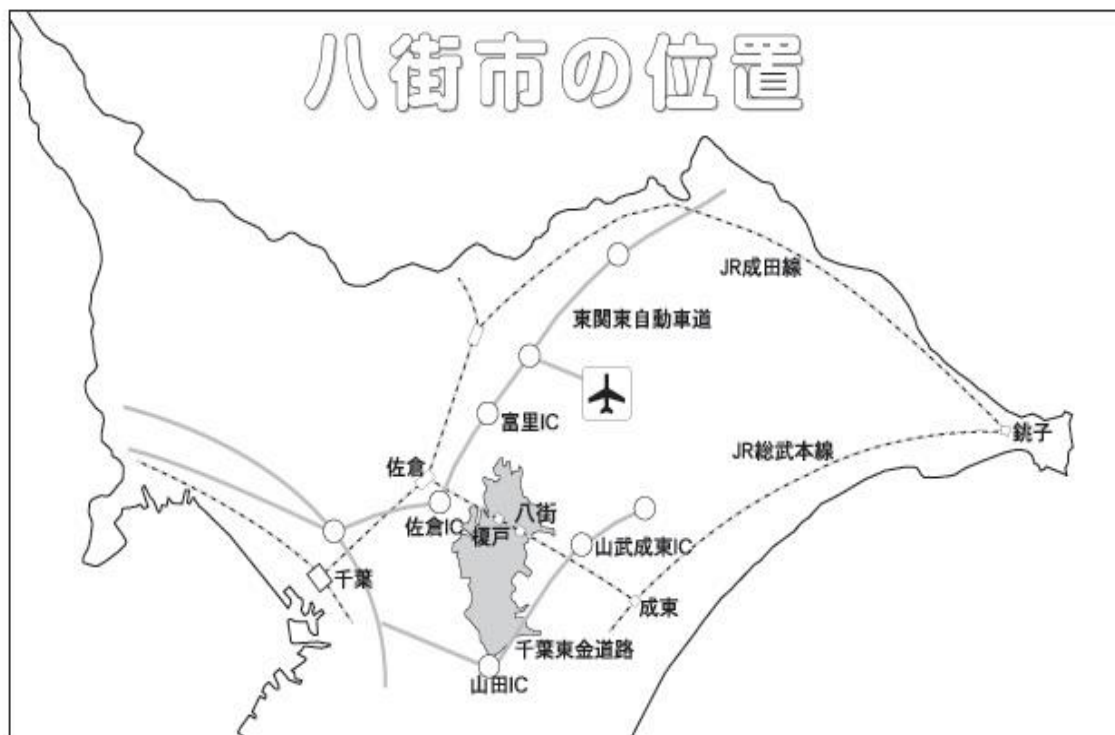 八街市の位置
JR成田線
東関東自動車道
富里IC
銚子
JR総武本線
佐倉
八街
佐倉IC
榎戸
山武成東IC
千葉
成東
千葉東金道路
山田IC